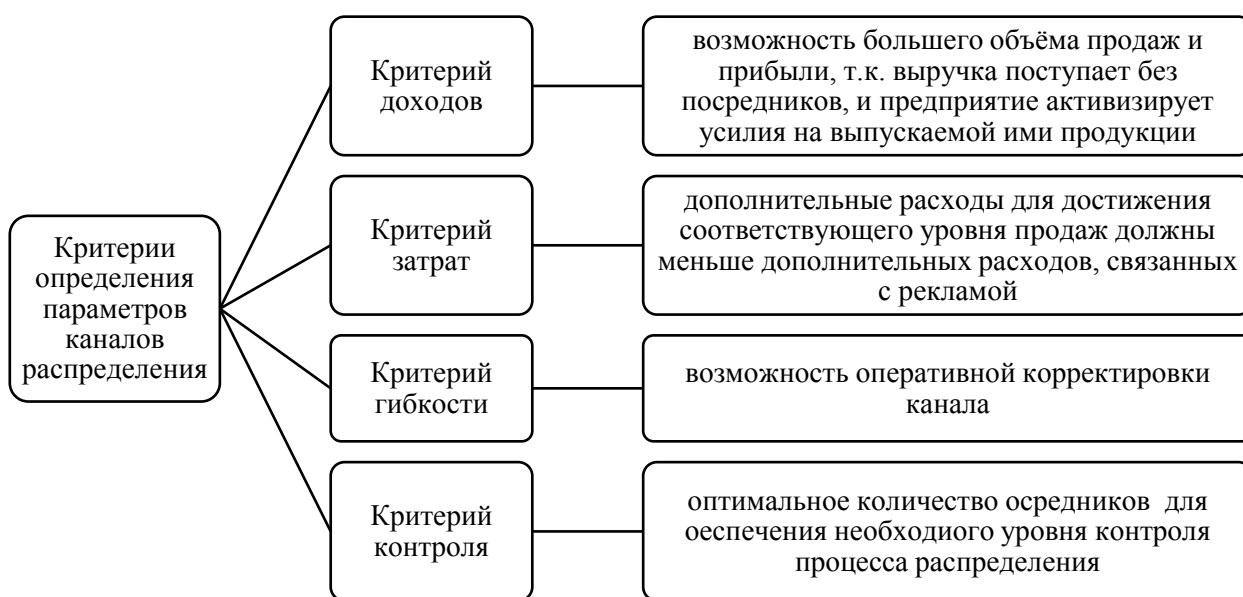 Критерии
определения
параметров
каналов
распределения
Критерий
доходов
возможность большего объёма продаж и
прибыли, т.к. выручка поступает без
посредников, и предприятие активизирует
усилия на выпускаемой ими продукции
Критерий
затрат
дополнительные расходы для достижения
соответствующего уровня продаж должны
меньше дополнительных расходов, связанных
с рекламой
Критерий
гибкости
возможность оперативной корректировки
канала
Критерий
контроля
оптимальное количество осредников для
оеспечения необходиого уровня контроля
процесса распределения